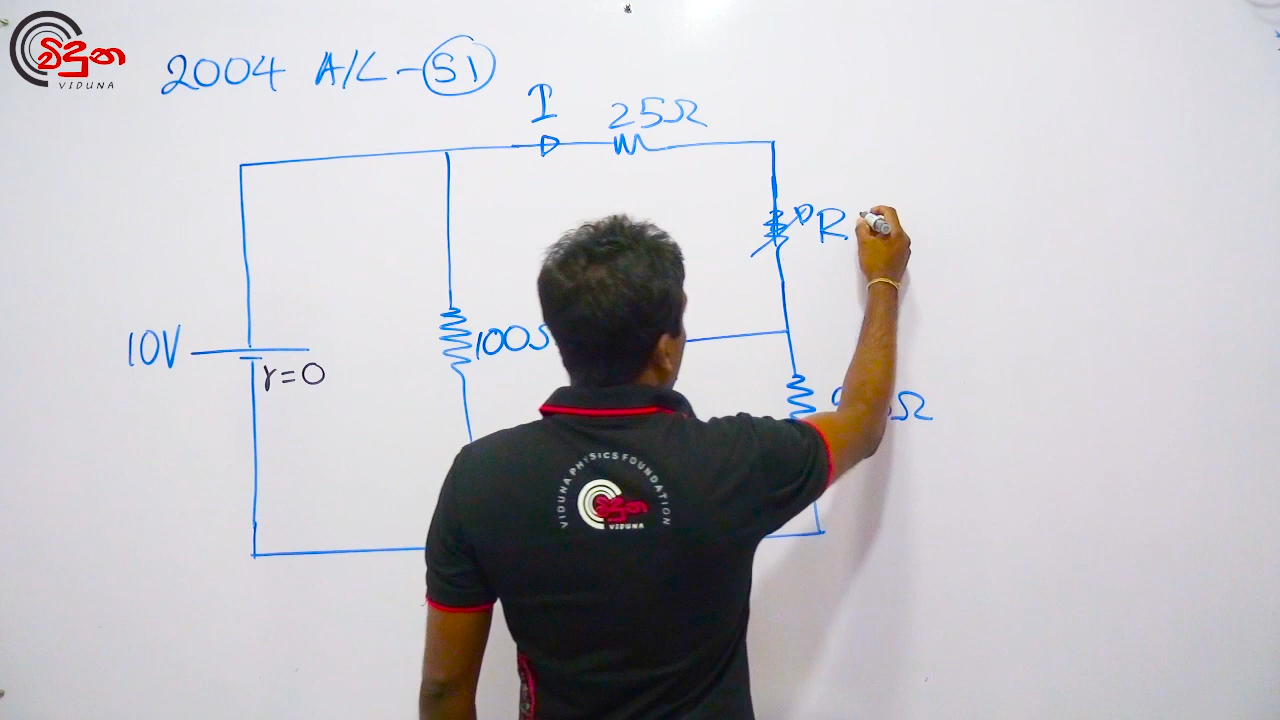 විදුන
VIDUNA
2004 A/L - 51
I
25Ω
R
10V
r = 0
100
Ω
VIDUNA PHYSICS FOUNDATION
විදුන
VIDUNA